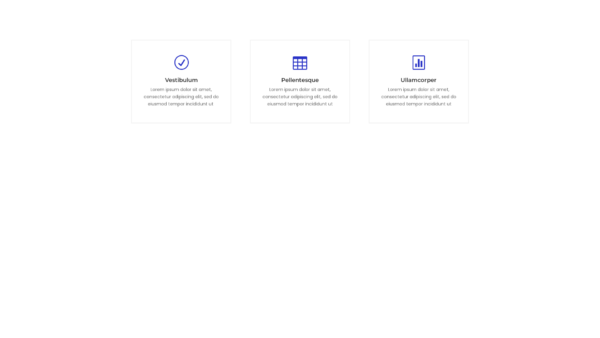 Vestibulum
Lorem ipsum dolor sit amet,
consectetur adipiscing elit, sed do
eiusmod tempor incididunt ut
Pellentesque
Lorem ipsum dolor sit amet,
consectetur adipiscing elit, sed do
eiusmod tempor incididunt ut
Ullamcorper
Lorem ipsum dolor sit amet,
consectetur adipiscing elit, sed do
eiusmod tempor incididunt ut